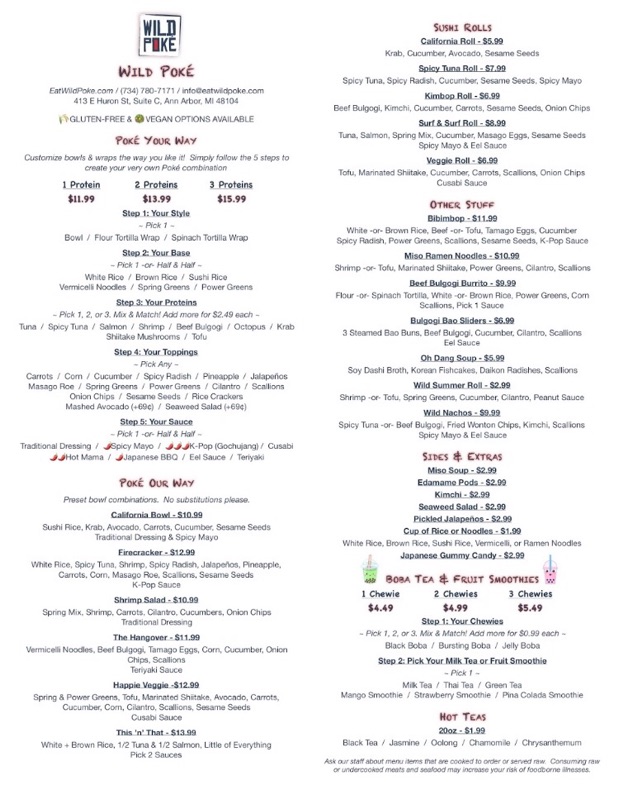 WILD
POKE
WILD POKÉ
EatWildPoke.com / (734) 780-7171 / info@eatwildpoke.com
413 E Huron St, Suite C, Ann Arbor, MI 48104
GLUTEN-FREE & VEGAN OPTIONS AVAILABLE
POKÉ YOUR WAY
Customize bowls & wraps the way you like it! Simply follow the 5 steps to
create your very own Poké combination
1 Protein 2 Proteins 3 Proteins
$11.99 $13.99 $15.99
Step 1: Your Style
~ Pick 1 ~
Bowl / Flour Tortilla Wrap / Spinach Tortilla Wrap
Step 2: Your Base
~ Pick 1 -or- Half & Half ~
White Rice / Brown Rice / Sushi Rice
Vermicelli Noodles / Spring Greens / Power Greens
Step 3: Your Proteins
~ Pick 1, 2, or 3. Mix & Match! Add more for $2.49 each ~
Tuna / Spicy Tuna / Salmon / Shrimp / Beef Bulgogi / Octopus / Krab
Shiitake Mushrooms / Tofu
Step 4: Your Toppings
~ Pick Any ~
Carrots / Corn / Cucumber / Spicy Radish / Pineapple / Jalapeños
Masago Roe / Spring Greens / Power Greens / Cilantro / Scallions
Onion Chips / Sesame Seeds / Rice Crackers
Mashed Avocado (+69¢) / Seaweed Salad (+69¢)
Step 5: Your Sauce
~ Pick 1 -or- Half & Half ~
Traditional Dressing / Spicy Mayo / K-Pop (Gochujang) / Cusabi
Hot Mama / Japanese BBQ / Eel Sauce / Teriyaki
POKÉ OUR WAY
Preset bowl combinations. No substitutions please.
California Bowl - $10.99
Sushi Rice, Krab, Avocado, Carrots, Cucumber, Sesame Seeds
Traditional Dressing & Spicy Mayo
Firecracker - $12.99
White Rice, Spicy Tuna, Shrimp, Spicy Radish, Jalapeños, Pineapple,
Carrots, Corn, Masago Roe, Scallions, Sesame Seeds
K-Pop Sauce
Shrimp Salad - $10.99
Spring Mix, Shrimp, Carrots, Cilantro, Cucumbers, Onion Chips
Traditional Dressing
The Hangover - $11.99
Vermicelli Noodles, Beef Bulgogi, Tamago Eggs, Corn, Cucumber, Onion
Chips, Scallions
Teriyaki Sauce
Happie Veggie -$12.99
Spring & Power Greens, Tofu, Marinated Shiitake, Avocado, Carrots,
Cucumber, Corn, Cilantro, Scallions, Sesame Seeds
Cusabi Sauce
This 'n' That - $13.99
White + Brown Rice, 1/2 Tuna & 1/2 Salmon, Little of Everything
Pick 2 Sauces
SUSHI ROLLS
California Roll - $5.99
Krab, Cucumber, Avocado, Sesame Seeds
Spicy Tuna Roll - $7.99
Spicy Tuna, Spicy Radish, Cucumber, Sesame Seeds, Spicy Mayo
Kimbop Roll - $6.99
Beef Bulgogi, Kimchi, Cucumber, Carrots, Sesame Seeds, Onion Chips
Surf & Surf Roll - $8.99
Tuna, Salmon, Spring Mix, Cucumber, Masago Eggs, Sesame Seeds
Spicy Mayo & Eel Sauce
Veggie Roll - $6.99
Tofu, Marinated Shiitake, Cucumber, Carrots, Scallions, Onion Chips
Cusabi Sauce
OTHER STUFF
Bibimbop - $11.99
White -or- Brown Rice, Beef -or- Tofu, Tamago Eggs, Cucumber
Spicy Radish, Power Greens, Scallions, Sesame Seeds, K-Pop Sauce
Miso Ramen Noodles - $10.99
Shrimp -or- Tofu, Marinated Shiitake, Power Greens, Cilantro, Scallions
Beef Bulgogi Burrito - $9.99
Flour -or- Spinach Tortilla, White -or- Brown Rice, Power Greens, Corn
Scallions, Pick 1 Sauce
Bulgogi Bao Sliders - $6.99
3 Steamed Bao Buns, Beef Bulgogi, Cucumber, Cilantro, Scallions
Eel Sauce
Oh Dang Soup - $5.99
Soy Dashi Broth, Korean Fishcakes, Daikon Radishes, Scallions
Wild Summer Roll - $2.99
Shrimp -or- Tofu, Spring Greens, Cucumber, Cilantro, Peanut Sauce
Wild Nachos - $9.99
Spicy Tuna -or- Beef Bulgogi, Fried Wonton Chips, Kimchi, Scallions
Spicy Mayo & Eel Sauce
SIDES & EXTRAS
Miso Soup - $2.99
Edamame Pods - $2.99
Kimchi - $2.99
Seaweed Salad - $2.99
Pickled Jalapeños - $2.99
Cup of Rice or Noodles - $1.99
White Rice, Brown Rice, Sushi Rice, Vermicelli, or Ramen Noodles
Japanese Gummy Candy - $2.99
BOBA TEA & FRUIT SMOOTHIES
1 Chewie 2 Chewies 3 Chewies
$4.49 $4.99 $5.49
Step 1: Your Chewies
~ Pick 1, 2, or 3. Mix & Match! Add more for $0.99 each ~
Black Boba / Bursting Boba / Jelly Boba
Step 2: Pick Your Milk Tea or Fruit Smoothie
~ Pick 1 ~
Milk Tea / Thai Tea / Green Tea
Mango Smoothie / Strawberry Smoothie / Pina Colada Smoothie
HOT TEAS
20oz - $1.99
Black Tea / Jasmine / Oolong / Chamomile / Chrysanthemum
Ask our staff about menu items that are cooked to order or served raw. Consuming raw
or undercooked meats and seafood may increase your risk of foodborne illnesses.